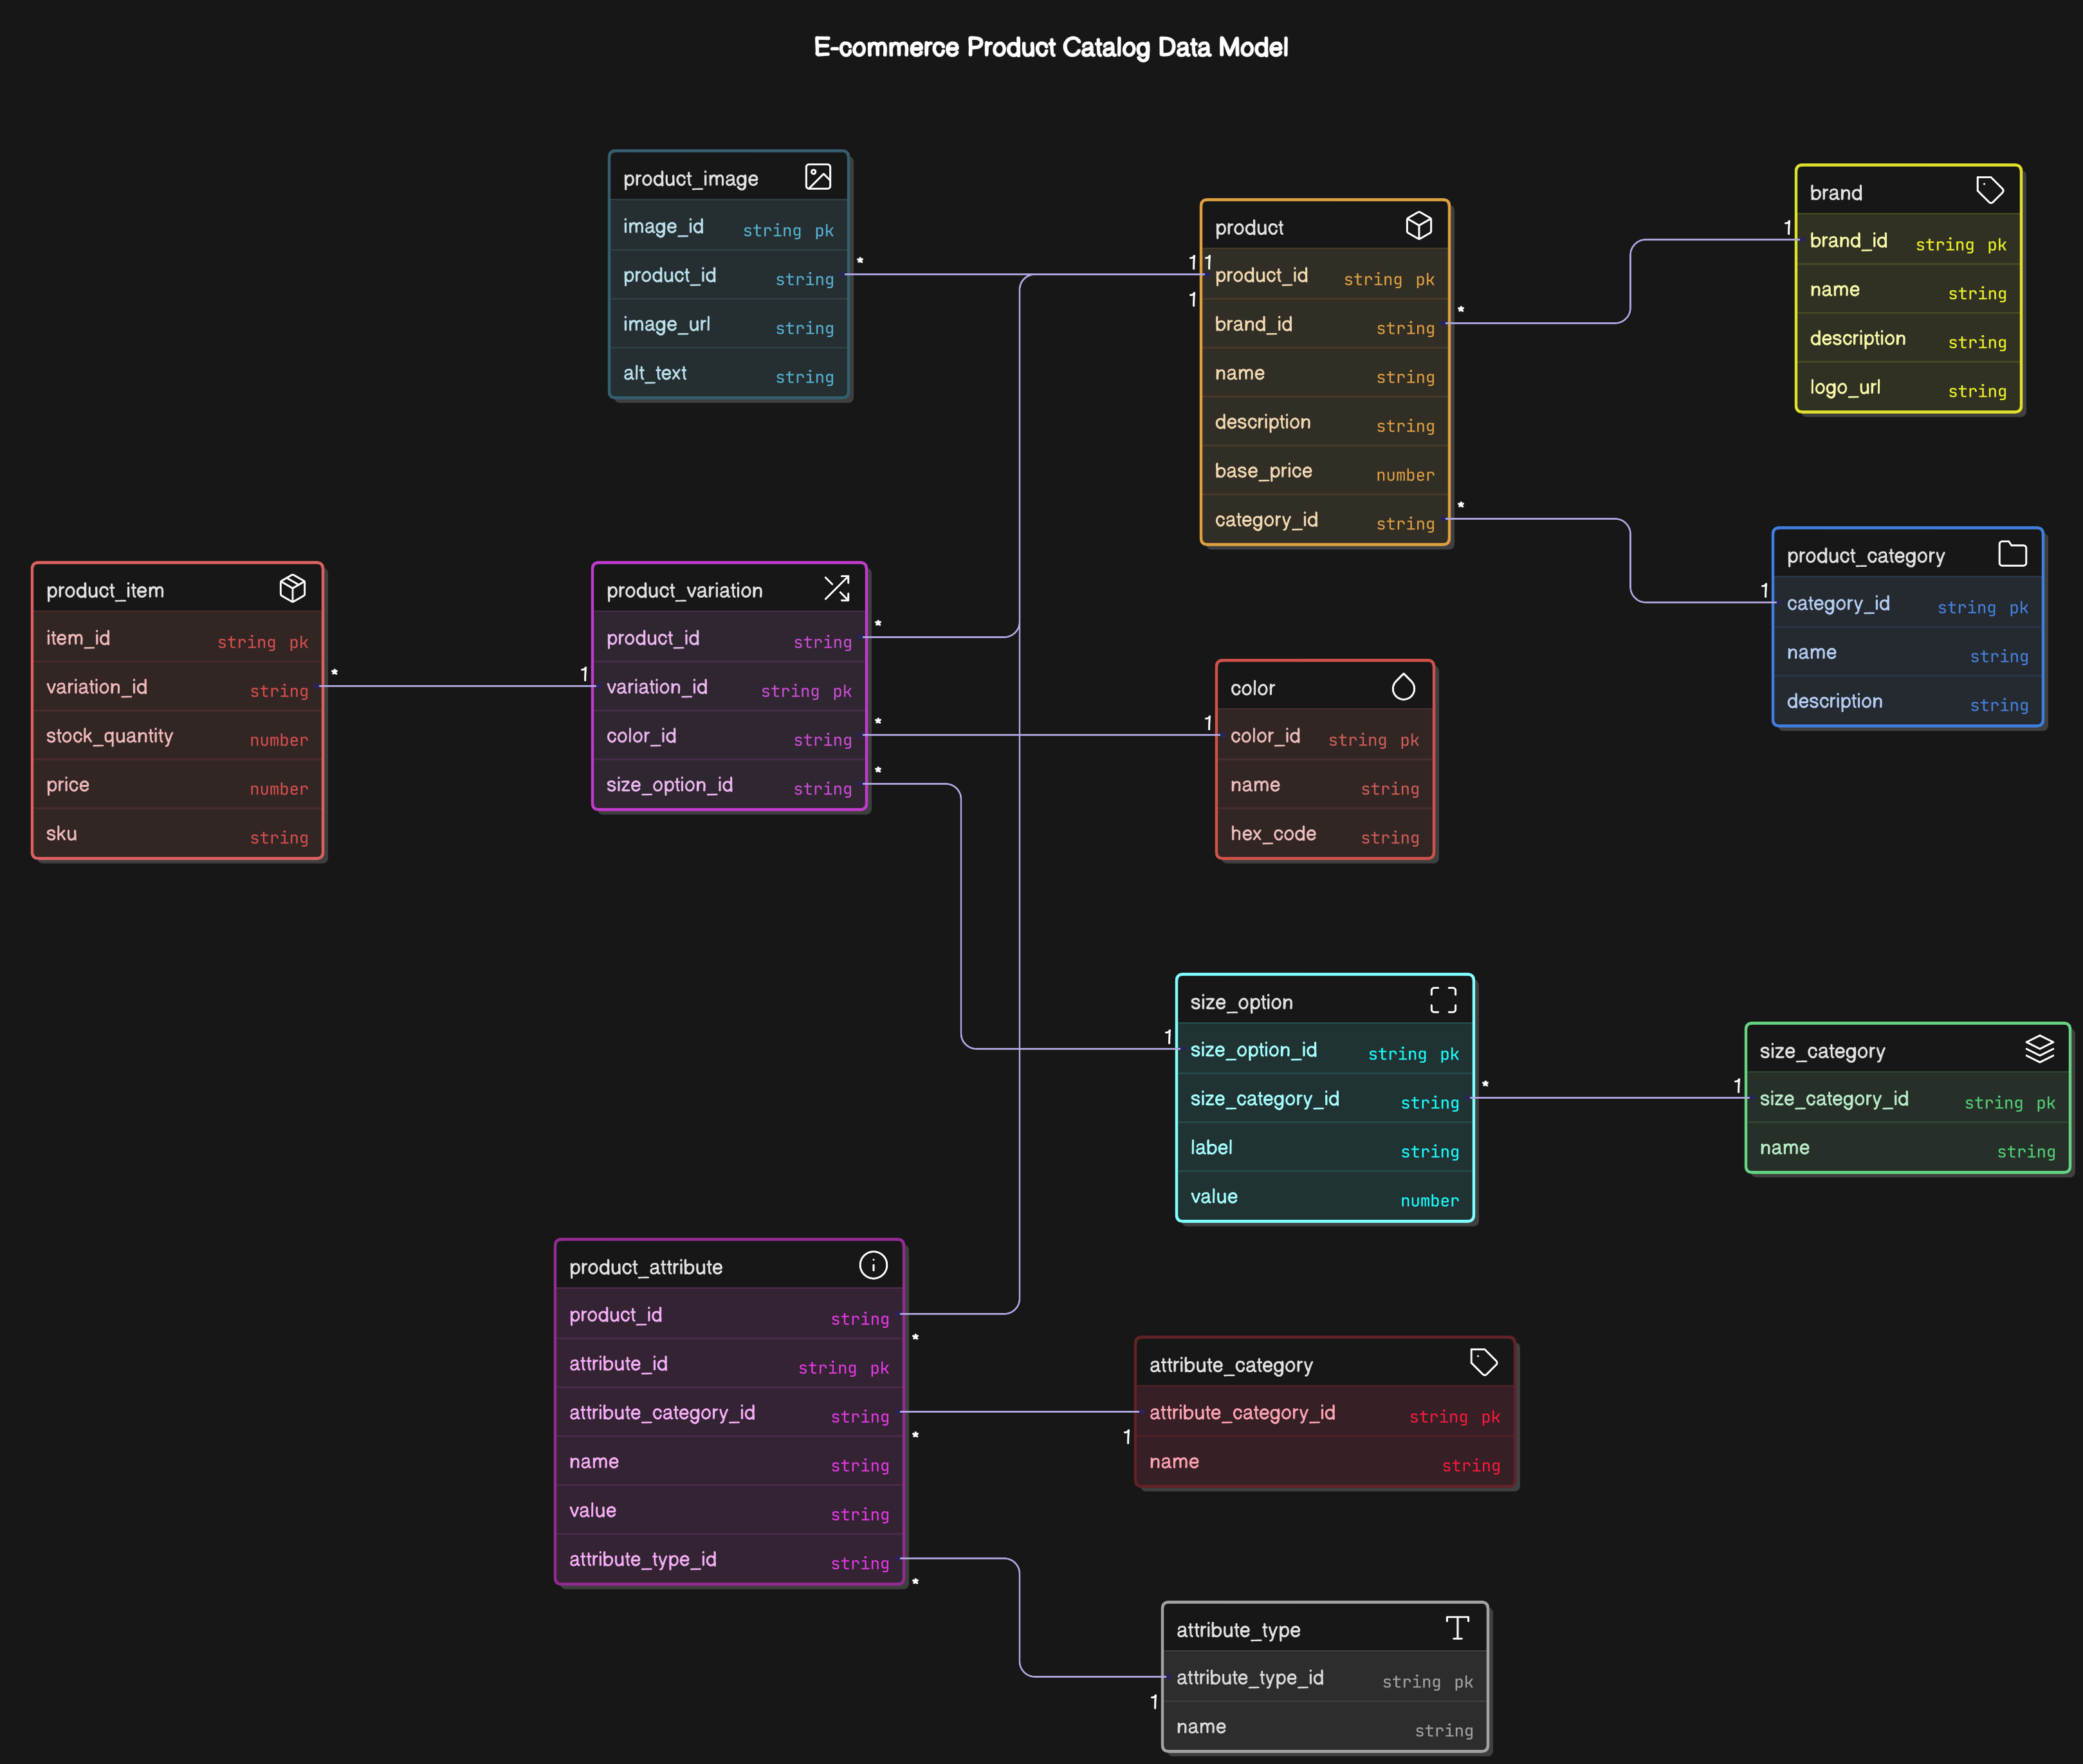 E-commerce Product Catalog Data Model
product_image
image_id string pk
product_id string
image_url string
alt_text string
*
1 1
1
product
product_id string pk
brand_id string
name string
description string
base_price number
category_id string
*
*
1
brand
brand_id string pk
name string
description string
logo_url string
product_item
item_id string pk
variation_id string
stock_quantity number
price number
sku string
*
1
product_variation
product_id string
variation_id string pk
color_id string
size_option_id string
*
*
*
1
color
color_id string pk
name string
hex_code string
1
product_category
category_id string pk
name string
description string
1
size_option
size_option_id string pk
size_category_id string
label string
value number
*
1
size_category
size_category_id string pk
name string
product_attribute
product_id string
attribute_id string pk
attribute_category_id string
name string
value string
attribute_type_id string
*
*
*
1
attribute_category
attribute_category_id string pk
name string
1
attribute_type
attribute_type_id string pk
name string